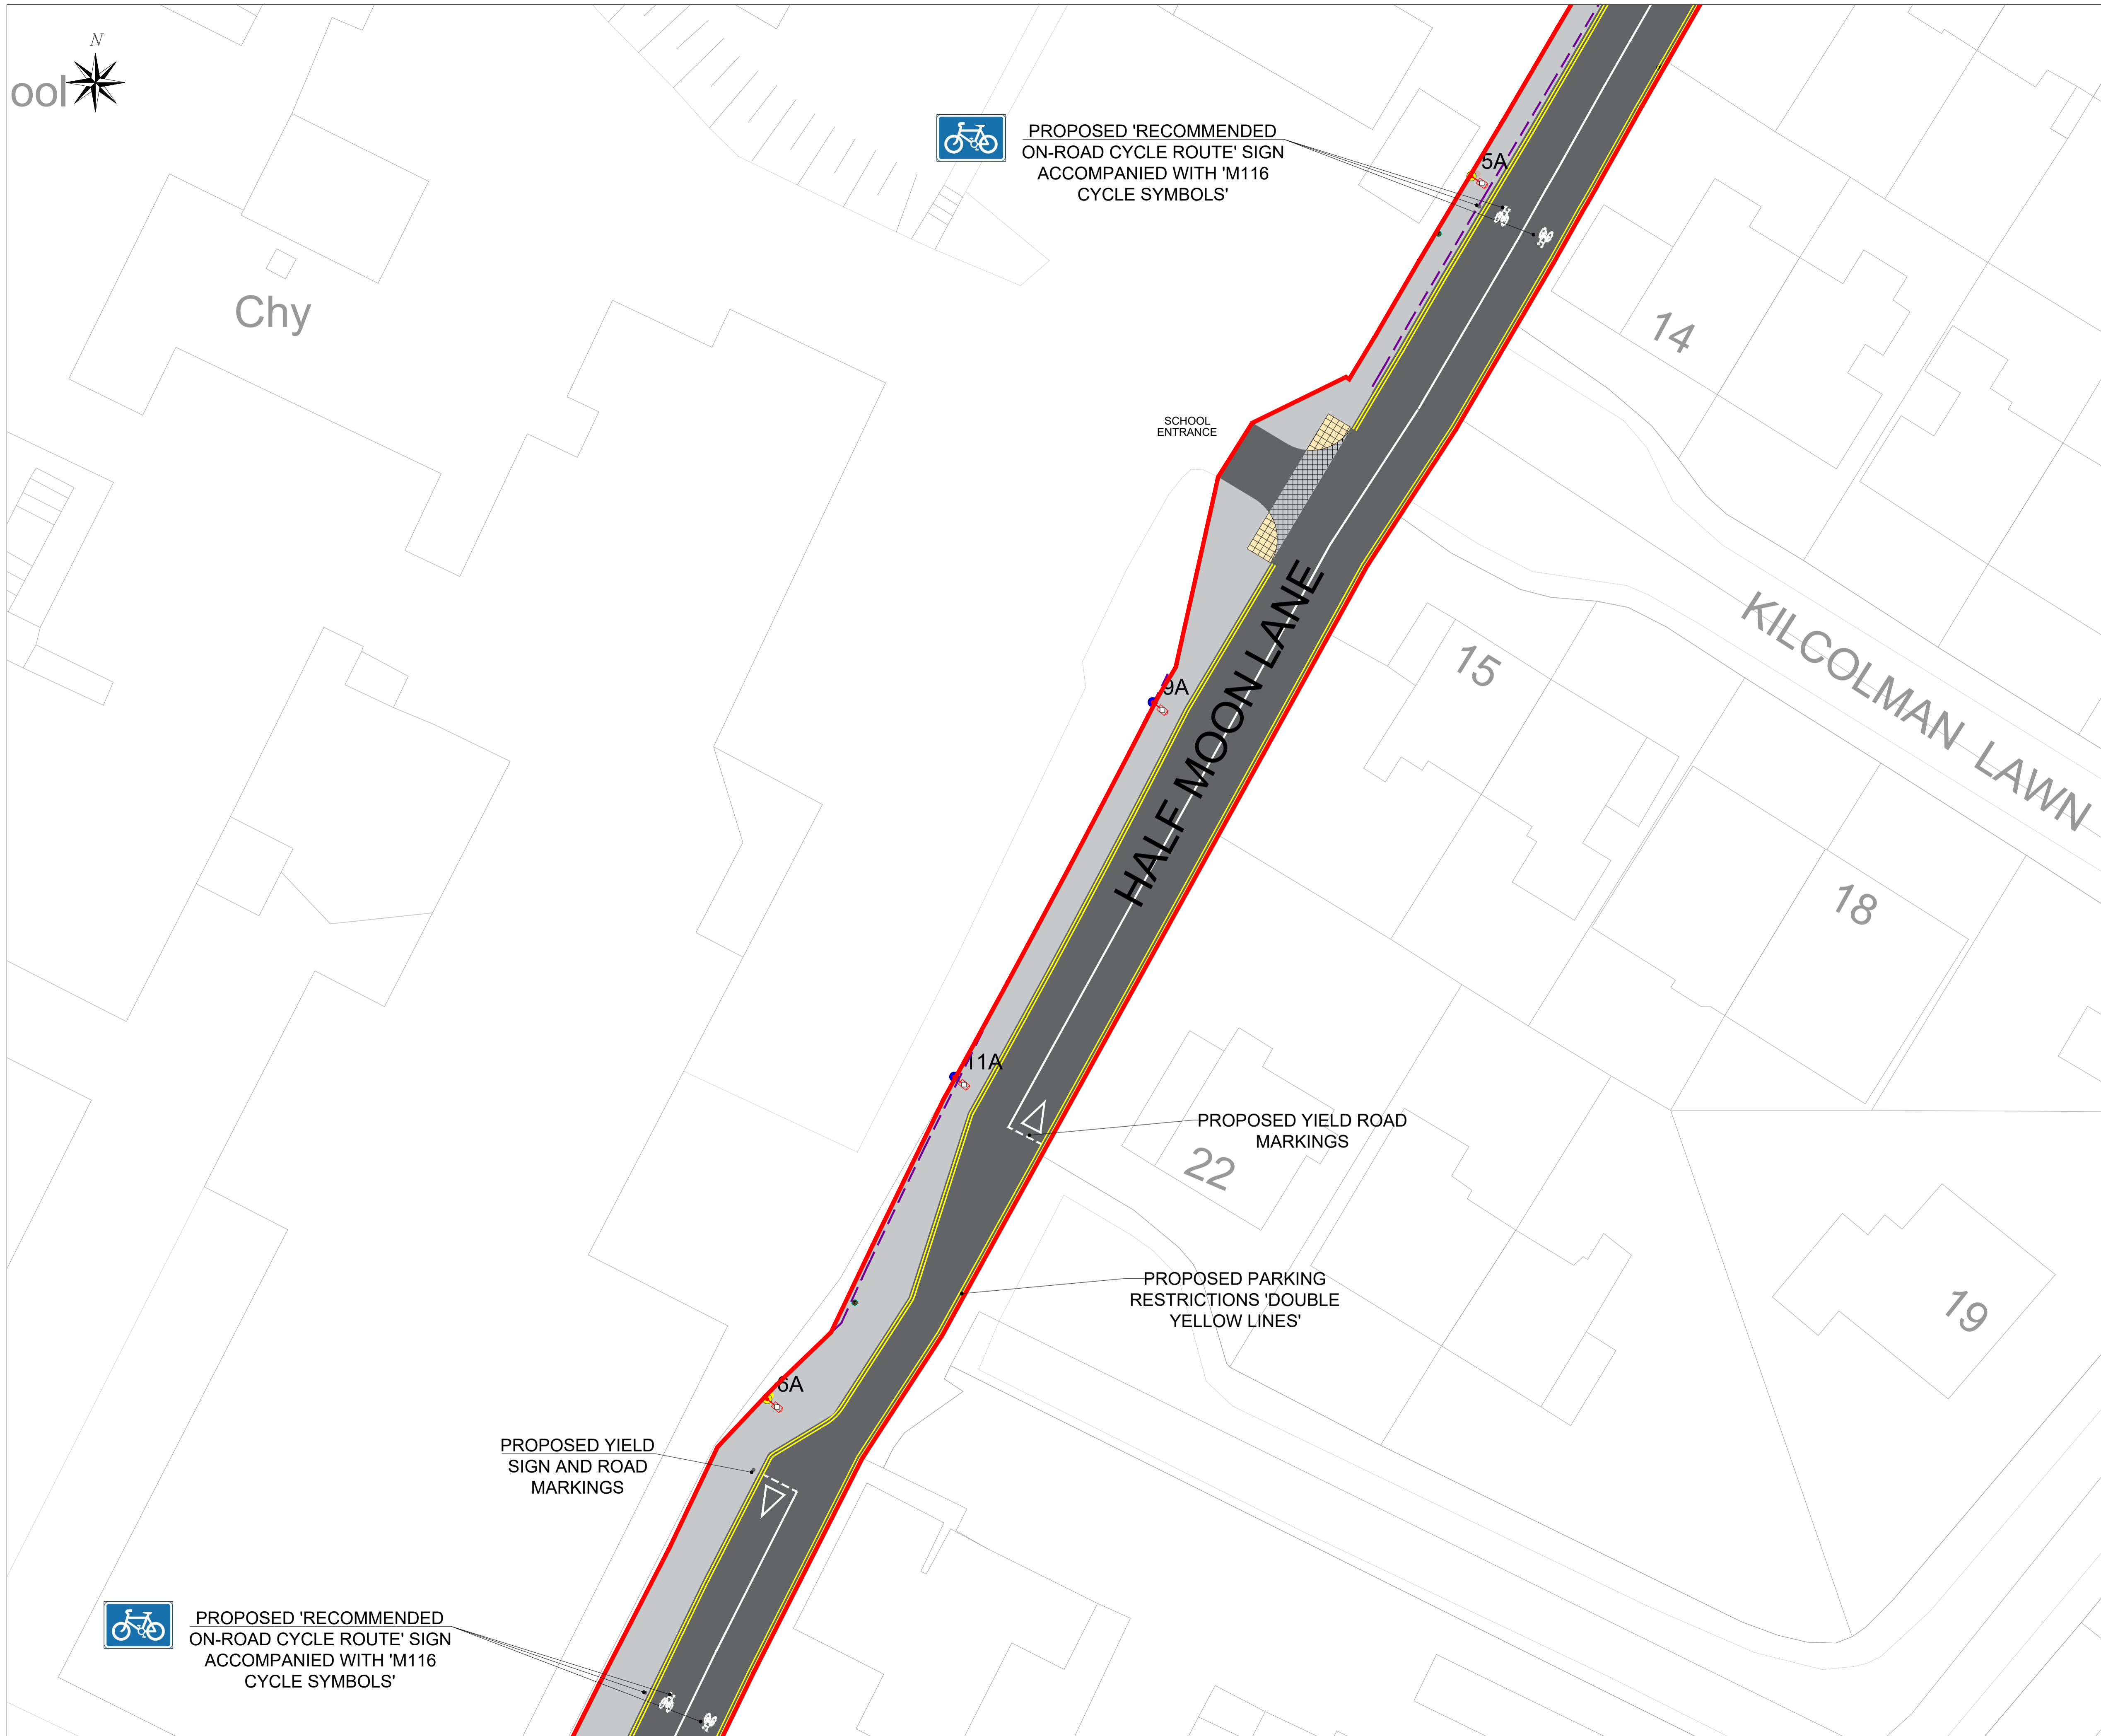 N
ool
Chy
PROPOSED 'RECOMMENDED
ON-ROAD CYCLE ROUTE' SIGN
ACCOMPANIED WITH 'M116
CYCLE SYMBOLS'
5A
14
SCHOOL
ENTRANCE
KILCOLMAN LAWN
15
9A
HALF MOON LANE
18
11A
PROPOSED YIELD ROAD
MARKINGS
22
PROPOSED PARKING
RESTRICTIONS 'DOUBLE
YELLOW LINES'
19
6A
PROPOSED YIELD
SIGN AND ROAD
MARKINGS
PROPOSED 'RECOMMENDED
ON-ROAD CYCLE ROUTE' SIGN
ACCOMPANIED WITH 'M116
CYCLE SYMBOLS'